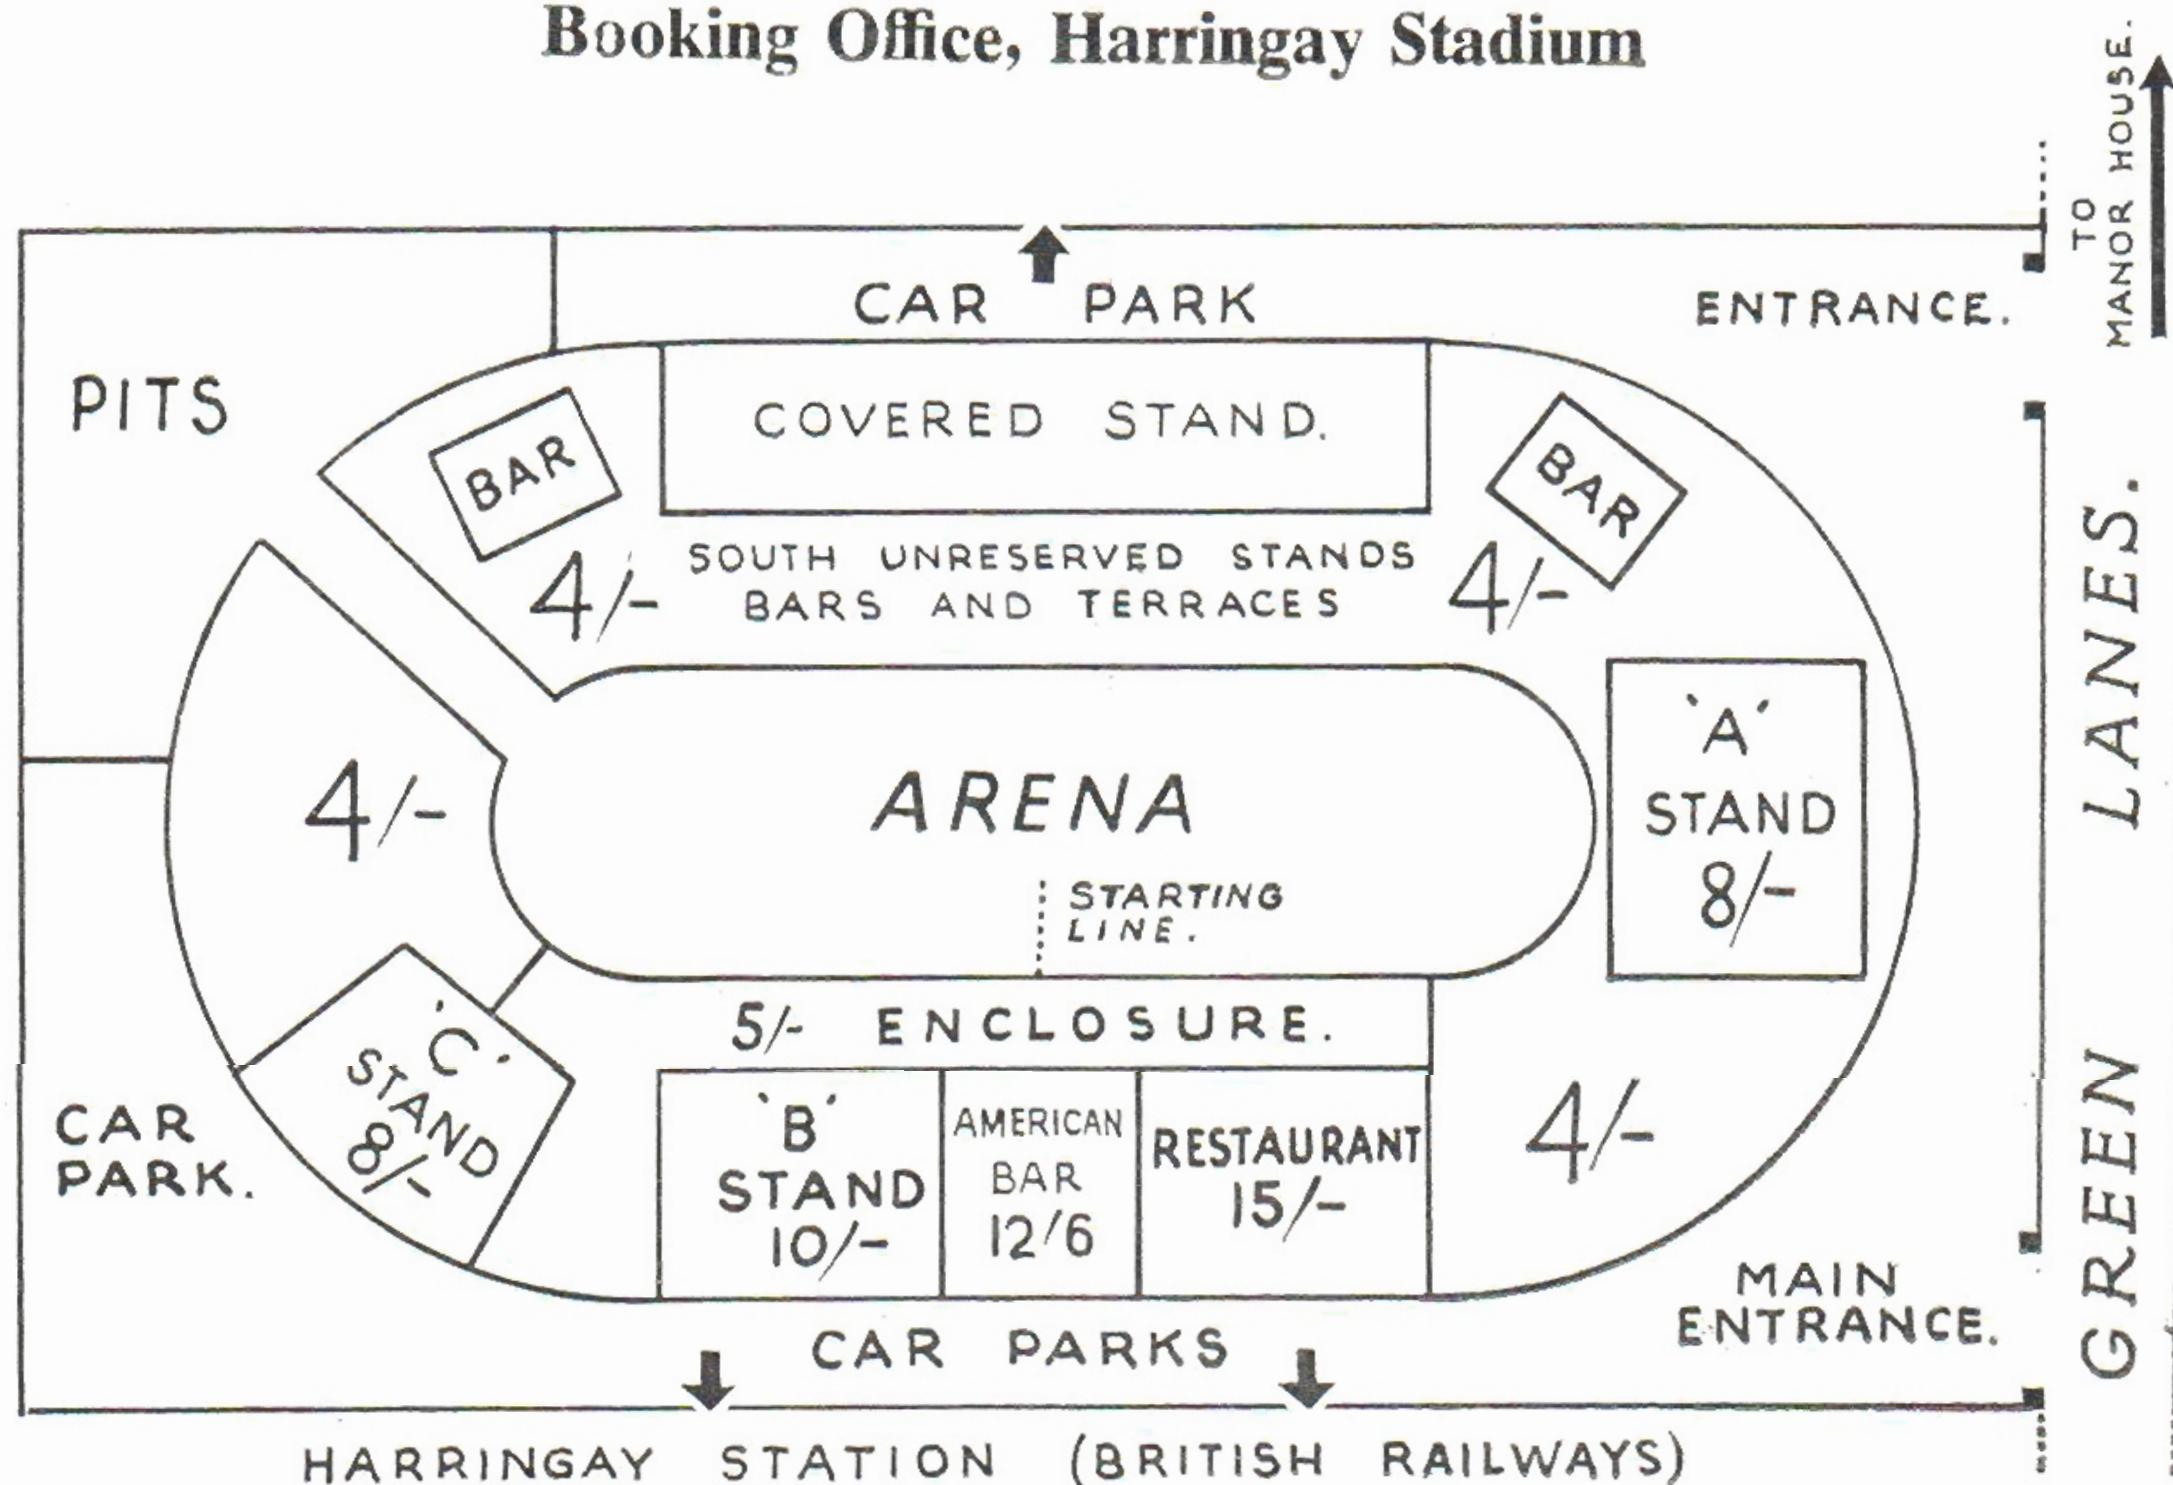 Booking Office, Harringay Stadium
TO
MANOR HOUSE.
CAR PARK
ENTRANCE.
PITS
COVERED STAND.
BAR
BAR
4/-
SOUTH UNRESERVED STANDS
BARS AND TERRACES
4/-
'A'
STAND
8/-
4/-
ARENA
STARTING
LINE.
GREEN LANES.
5/- ENCLOSURE.
'C'
STAND
8/-
CAR
PARK.
'B'
STAND
10/-
AMERICAN
BAR
12/6
RESTAURANT
15/-
4/-
MAIN
ENTRANCE.
CAR PARKS
HARRINGAY STATION (BRITISH RAILWAYS)